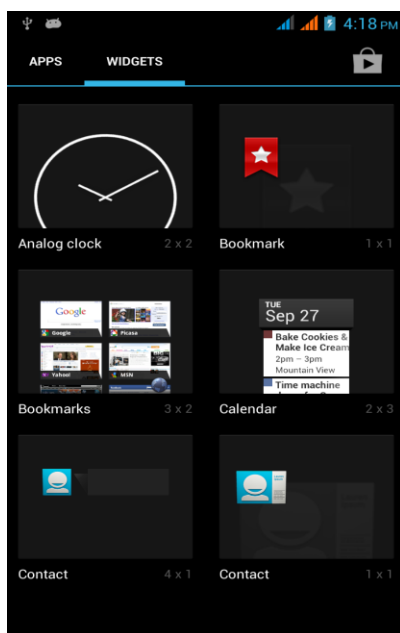 4:18 PM
APPS WIDGETS
Analog clock 2 x 2
Bookmark 1 x 1
Google
Google
Picasa
Yahoo!
MSN
Bookmarks 3 x 2
TUE
Sep 27
Bake Cookies &
Make Ice Cream
2pm – 3pm
Mountain View
Time machine
Calendar 2 x 3
Contact 4 x 1
Contact 1 x 1